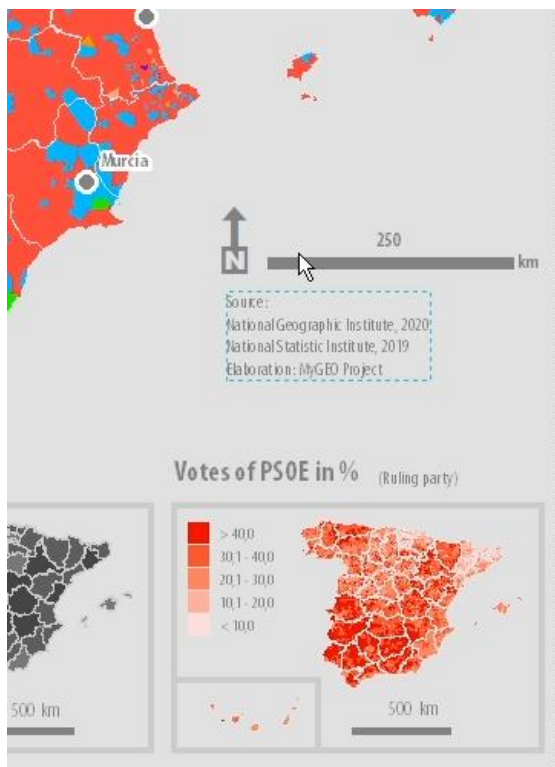 Murcia
N
250
km
Source:
National Geographic Institute, 2020
National Statistic Institute, 2019
Elaboration: MyGEO Project
Votes of PSOE in % (Ruling party)
> 40,0
30,1 - 40,0
20,1 - 30,0
10,1 - 20,0
< 10,0
500 km
500 km